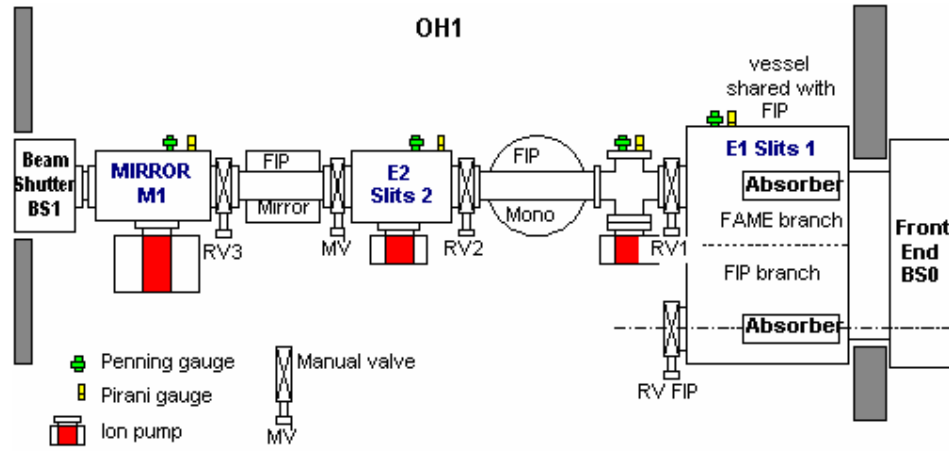 OH1
vessel
shared with
FIP
Beam
Shutter
BS1
MIRROR
M1
RV3
FIP
Mirror
MV
E2
Slits 2
RV2
FIP
Mono
RV1
E1 Slits 1
Absorber
FAME branch
FIP branch
Absorber
RV FIP
Front
End
BS0
Penning gauge
Pirani gauge
Ion pump
Manual valve
MV